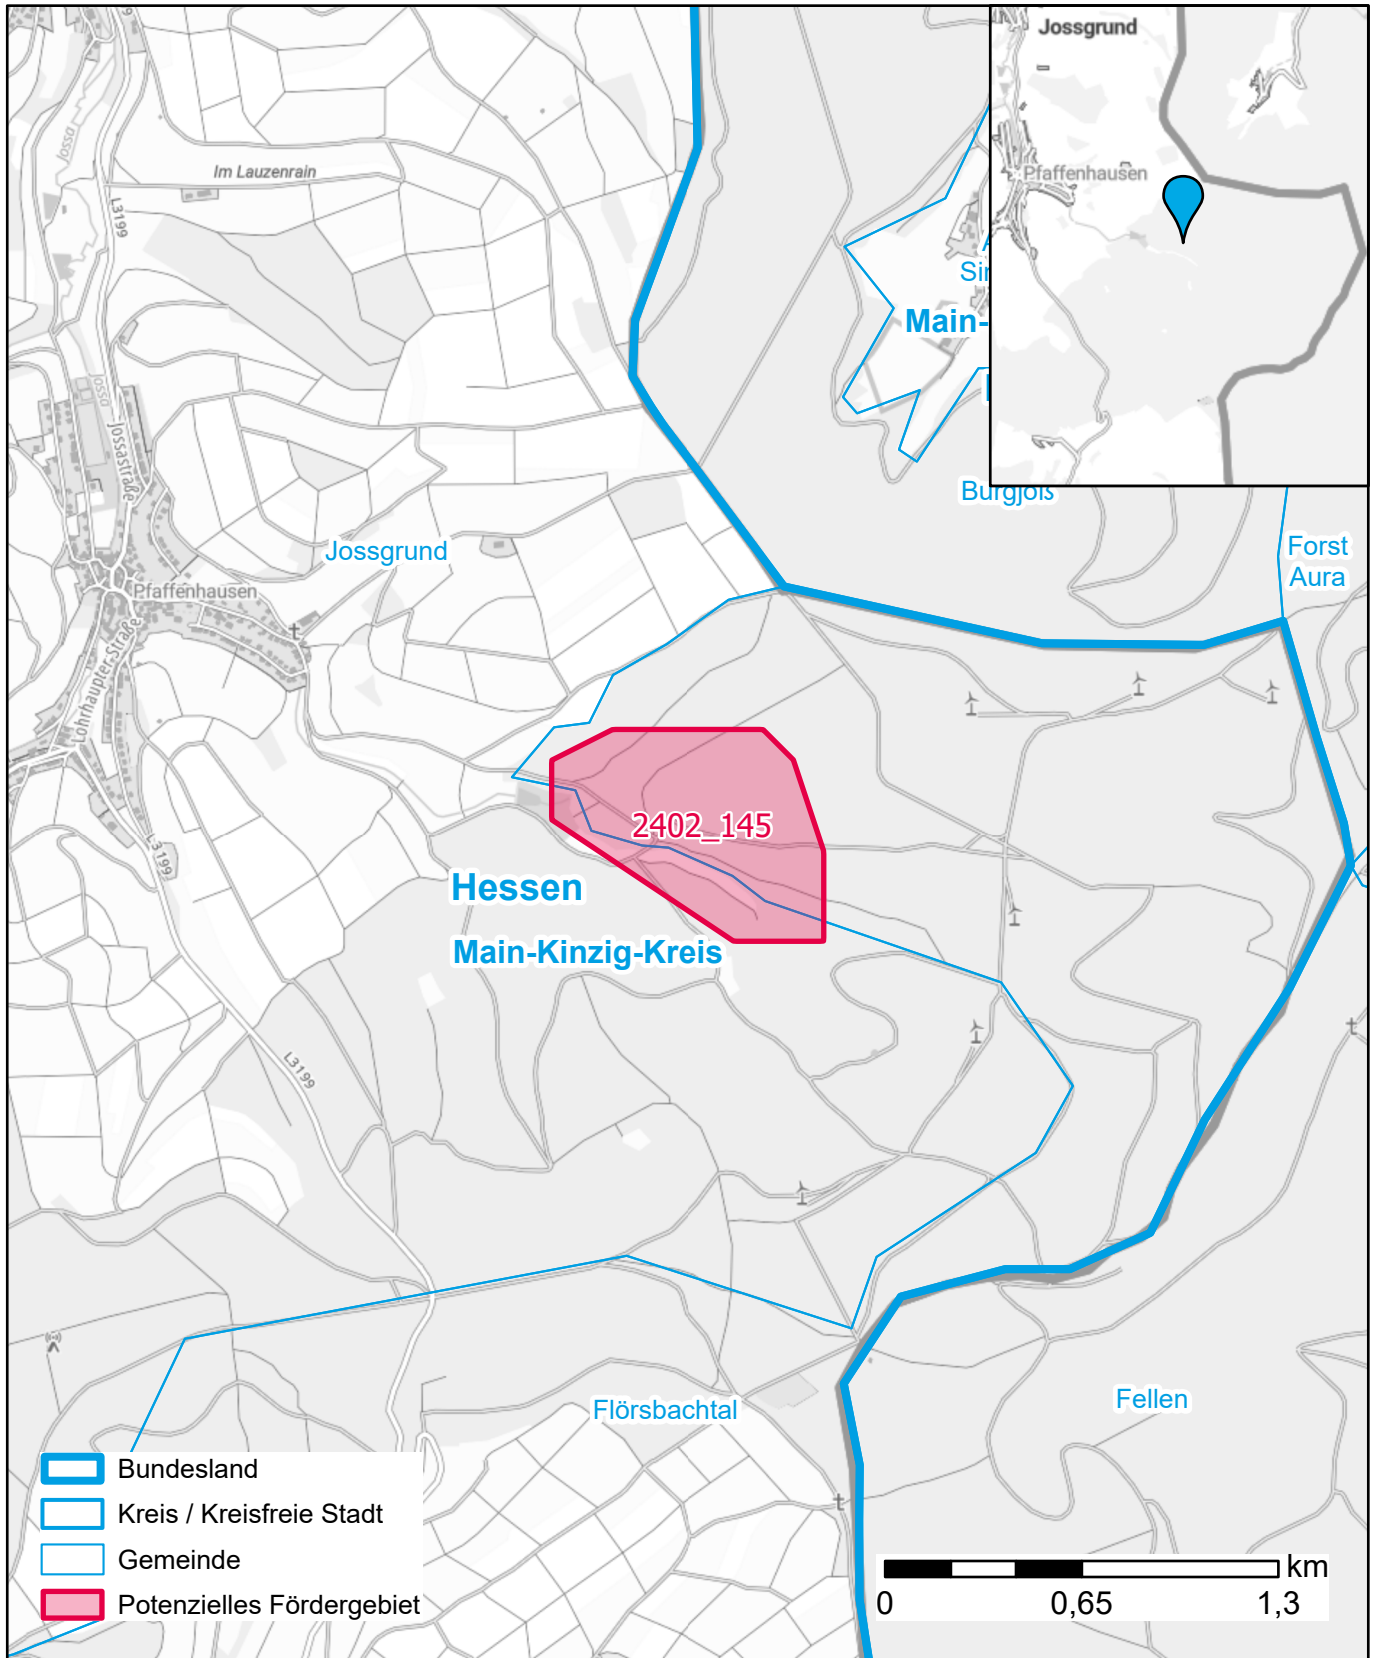 Jossgrund
Pfaffenhausen
Jossa
Im Lauzenrain
L3199
Sin
Main-
Jossa
Jossastraße
Burgjoß
Jossgrund
Forst
Aura
Pfaffenhausen
Lohrhaupter Straße
2402_145
L3199
Hessen
Main-Kinzig-Kreis
L3199
Flörsbachtal
Fellen
Bundesland
Kreis / Kreisfreie Stadt
Gemeinde
Potenzielles Fördergebiet
km
0 0,65 1,3